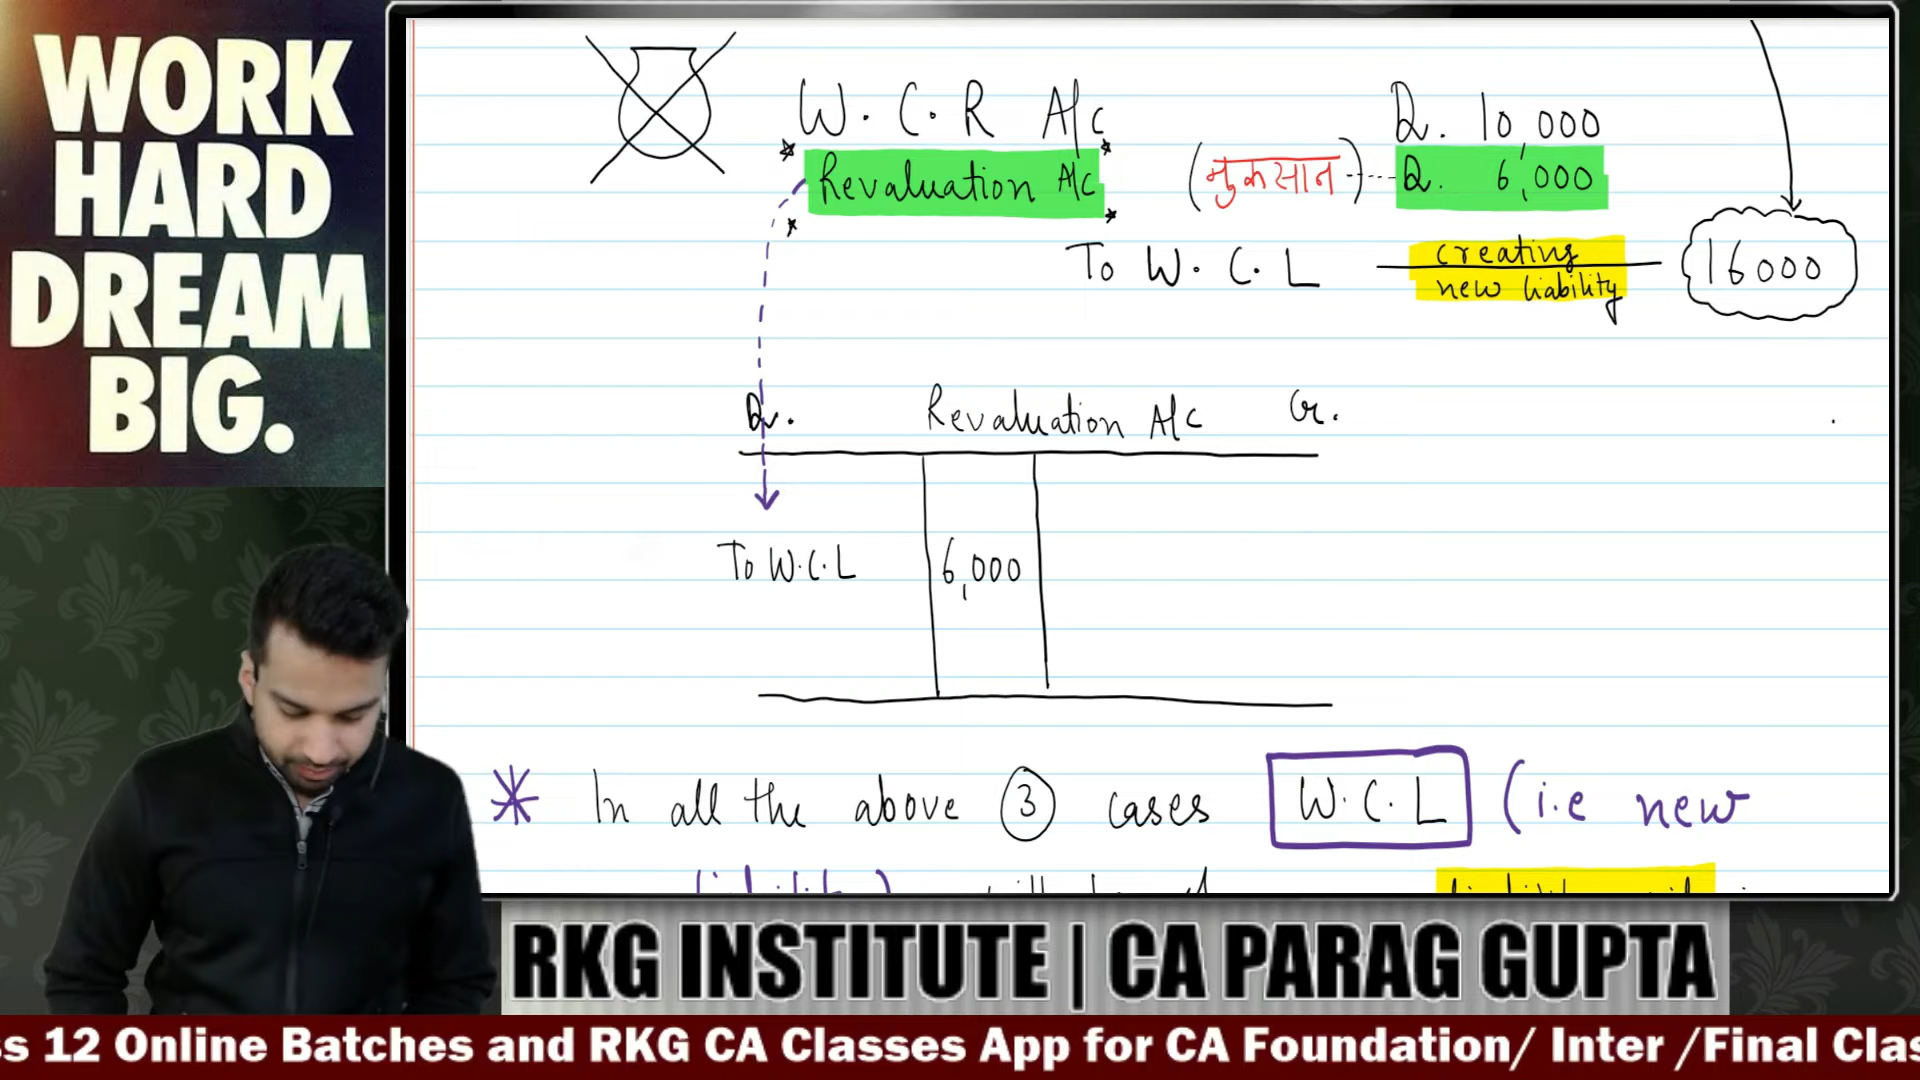 WORK
HARD
DREAM
BIG.
W.C.R A/c Dr. 10,000
Revaluation A/c (नुकसान) Dr. 6,000
To W.C.L creating new liability 16000
Dr. Revaluation A/c Cr.
To W.C.L 6,000
* In all the above 3 cases W.C.L (i.e new
RKG INSTITUTE | CA PARAG GUPTA
s 12 Online Batches and RKG CA Classes App for CA Foundation/ Inter /Final Clas